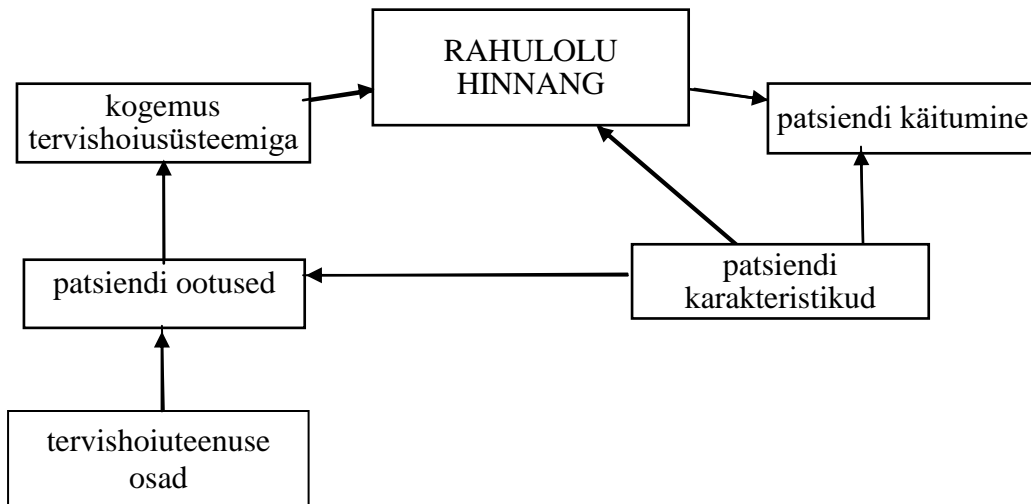 RAHULOLU
HINNANG
kogemus
tervishoiusüsteemiga
patsiendi käitumine
patsiendi ootused
patsiendi
karakteristikud
tervishoiuteenuse
osad